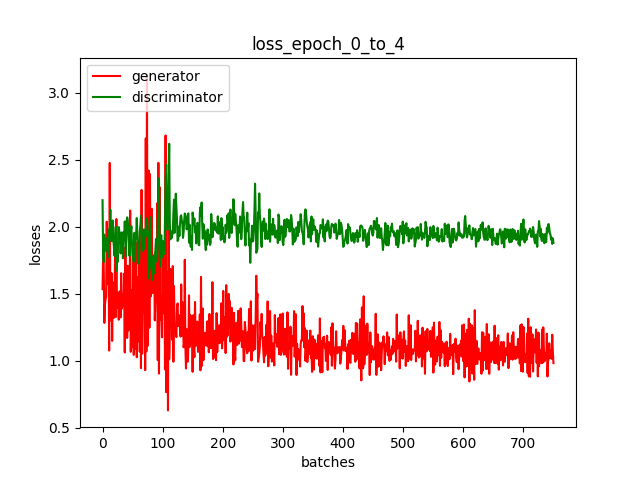 loss_epoch_0_to_4
generator
discriminator
3.0
2.5
2.0
1.5
1.0
0.5
losses
0 100 200 300 400 500 600 700
batches